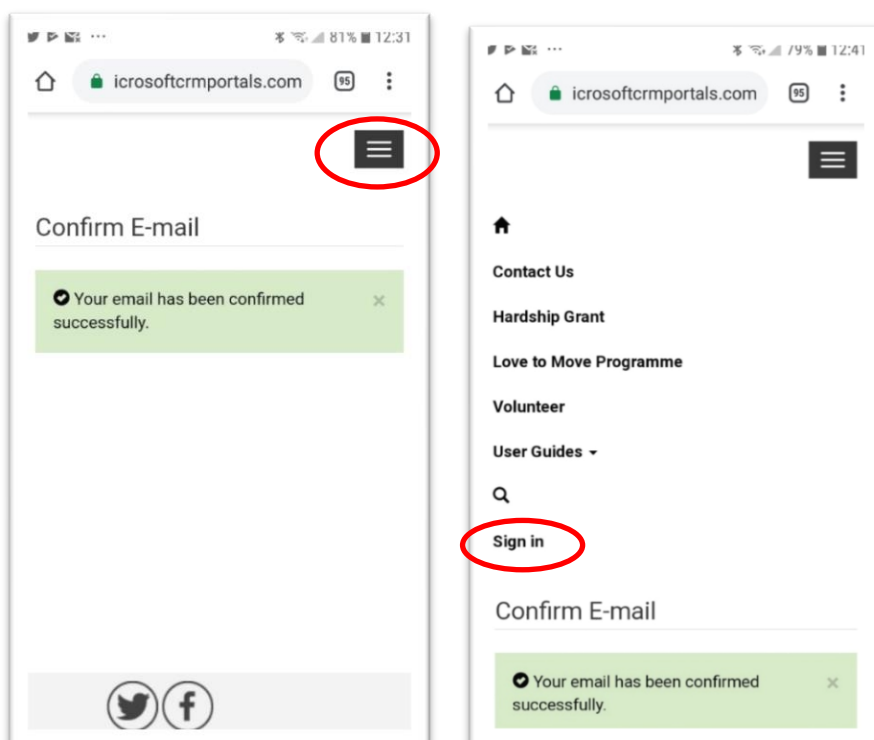 81% 12:31
icrosoftcrmportals.com 95
Confirm E-mail
Your email has been confirmed ×
successfully.
79% 12:41
icrosoftcrmportals.com 95
Contact Us
Hardship Grant
Love to Move Programme
Volunteer
User Guides
Sign in
Confirm E-mail
Your email has been confirmed ×
successfully.